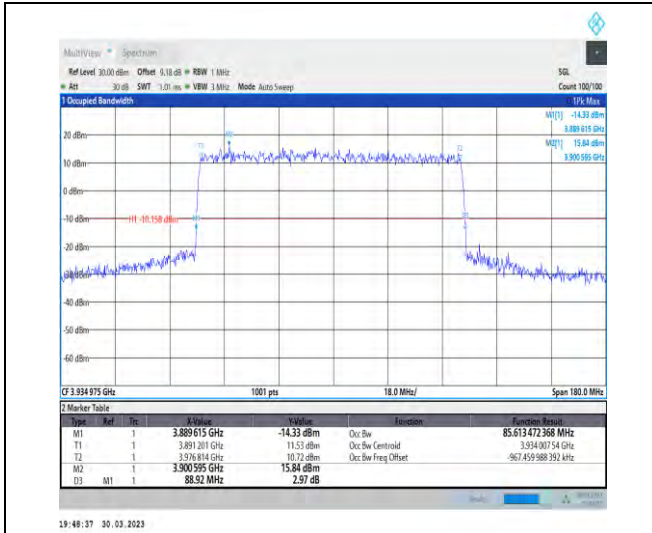 MultiView Spectrum
Ref Level 30.00 dBm Offset 9.18 dB RBW 1 MHz SGL
Att 30 dB SWT 1.01 ms VBW 3 MHz Mode Auto Sweep Count 100/100
1 Occupied Bandwidth 1Pk Max
M1[1] -14.33 dBm
3.889 615 GHz
M2[1] 15.84 dBm
3.900 595 GHz
20 dBm
M2
T1
T2
10 dBm
0 dBm
-10 dBm
H1 -10.158 dBm
M1
-20 dBm
-30 dBm
-40 dBm
-50 dBm
-60 dBm
CF 3.934 975 GHz 1001 pts 18.0 MHz/ Span 180.0 MHz
2 Marker Table
Type Ref Trc X-Value Y-Value Function Function Result
M1 1 3.889 615 GHz -14.33 dBm Occ Bw 85.613 472 368 MHz
T1 1 3.891 201 GHz 11.53 dBm Occ Bw Centroid 3.934 007 54 GHz
T2 1 3.976 814 GHz 10.72 dBm Occ Bw Freq Offset -967.459 988 392 kHz
M2 1 3.900 595 GHz 15.84 dBm
D3 M1 1 88.92 MHz 2.97 dB
19:48:37 30.03.2023